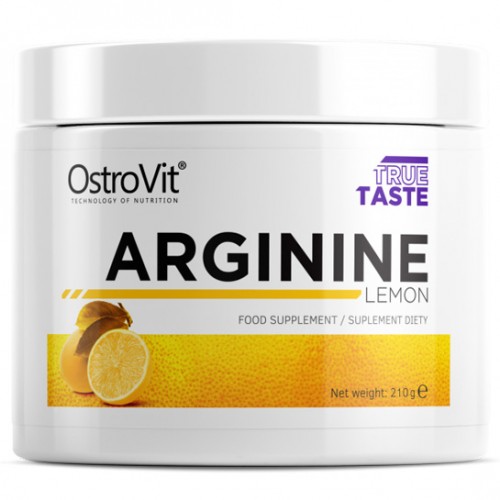 OstroVit®
TECHNOLOGY OF NUTRITION
TRUE
TASTE
ARGININE
LEMON
FOOD SUPPLEMENT / SUPLEMENT DIETY
Net weight: 210g℮